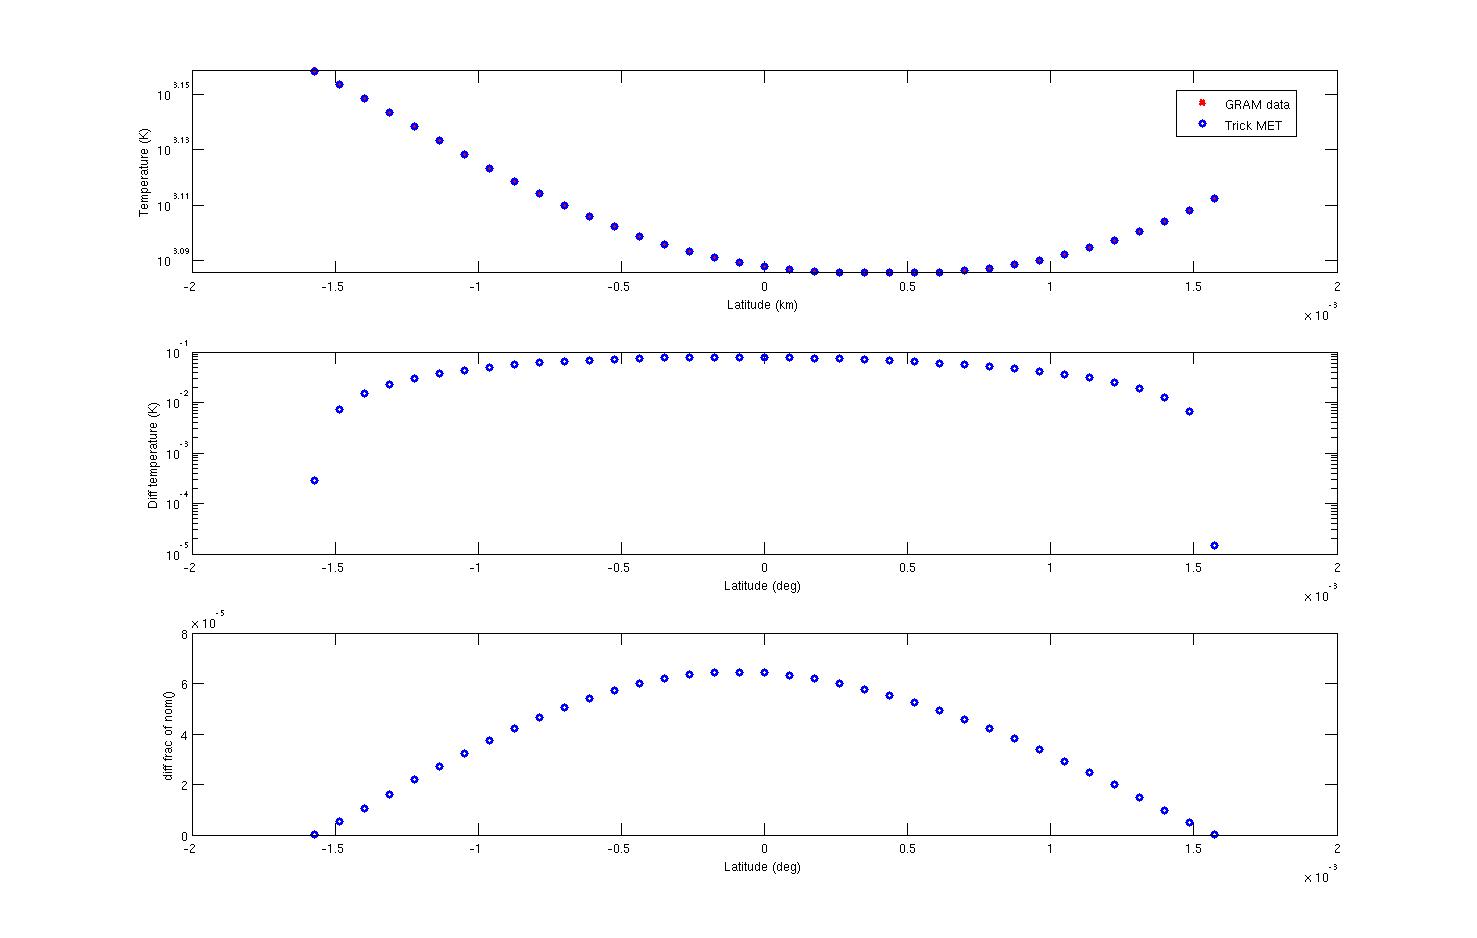 10 3.15
10 3.13
10 3.11
10 3.09
Temperature (K)
GRAM data
Trick MET
-2 -1.5 -1 -0.5 0 0.5 1 1.5 2
Latitude (km)
x 10 -3
10 -1
10 -2
10 -3
10 -4
10 -5
Diff temperature (K)
-2 -1.5 -1 -0.5 0 0.5 1 1.5 2
Latitude (deg)
x 10 -3
x 10 -5
8
6
4
2
0
diff frac of nom()
-2 -1.5 -1 -0.5 0 0.5 1 1.5 2
Latitude (deg)
x 10 -3